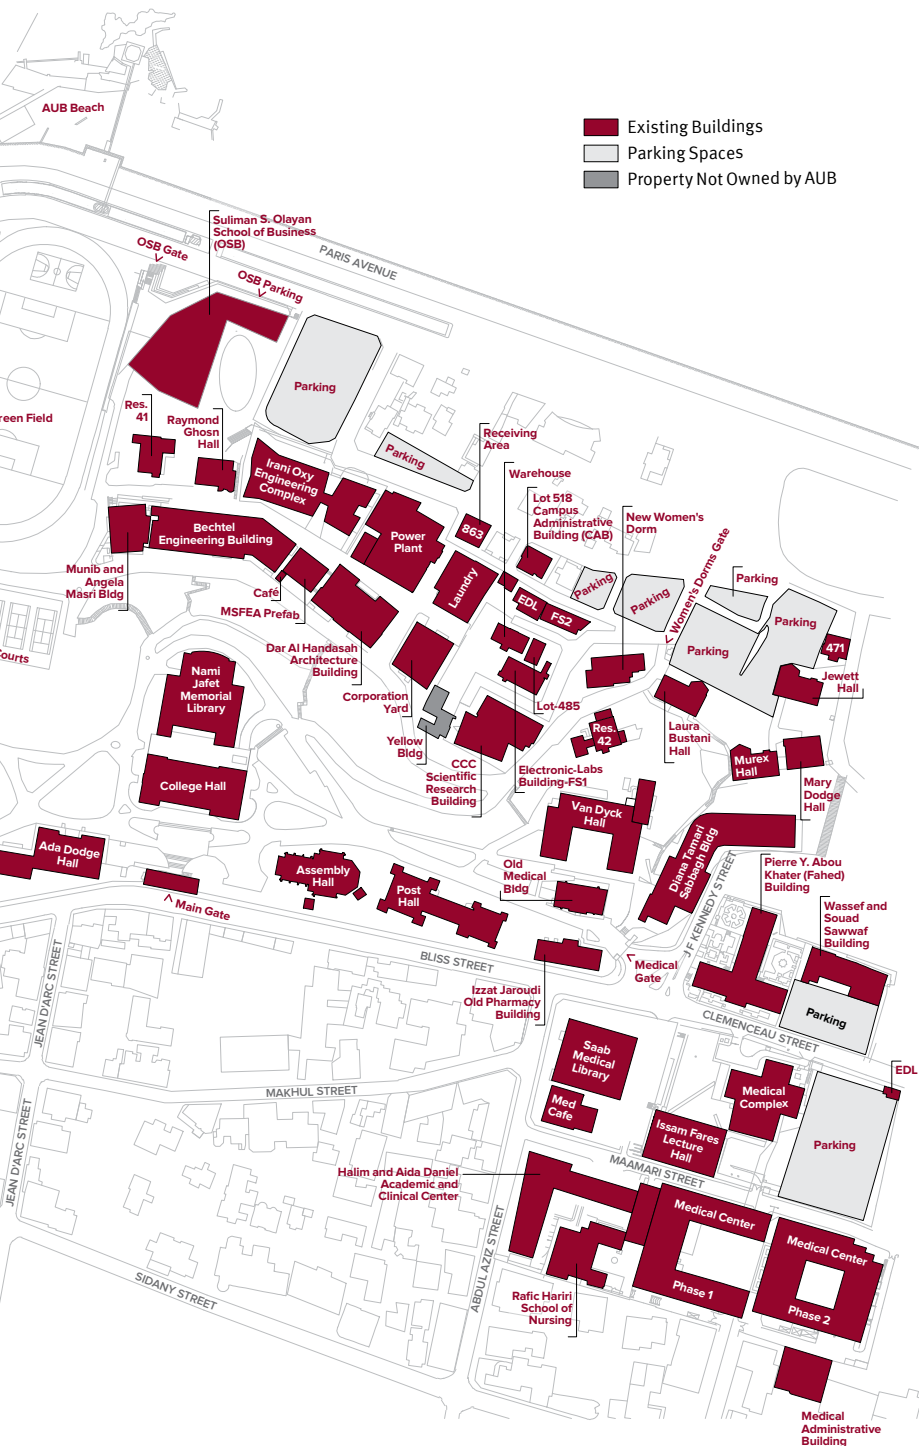 AUB Beach
Existing Buildings
Parking Spaces
Property Not Owned by AUB
Suliman S. Olayan
School of Business
(OSB)
OSB Gate
PARIS AVENUE
OSB Parking
Parking
Res.
41
reen Field
Raymond
Ghosn
Hall
Receiving
Area
Parking
Irani Oxy
Engineering
Complex
Warehouse
Lot 518
Campus
Administrative
Building (CAB)
New Women's
Dorm
Bechtel
Engineering Building
Power
Plant
863
Women's Dorms Gate
Munib and
Angela
Masri Bldg
Café
MSFEA Prefab
Laundry
EDL
FS2
Parking
Parking
Parking
Parking
Parking
471
Jewett
Hall
ourts
Dar Al Handasah
Architecture
Building
Nami
Jafet
Memorial
Library
Corporation
Yard
Lot-485
Yellow
Bldg
Res.
42
Laura
Bustani
Hall
CCC
Scientific
Research
Building
Electronic-Labs
Building-FS1
Murex
Hall
Mary
Dodge
Hall
College Hall
Van Dyck
Hall
Ada Dodge
Hall
Assembly
Hall
Post
Hall
Old
Medical
Bldg
Diana Tamari
Sabbagh Bldg
JF KENNEDY STREET
Pierre Y. Abou
Khater (Fahed)
Building
Wassef and
Souad
Sawwaf
Building
Main Gate
BLISS STREET
Medical
Gate
JEAN D'ARC STREET
Izzat Jaroudi
Old Pharmacy
Building
Parking
CLEMENCEAU STREET
Saab
Medical
Library
EDL
MAKHUL STREET
Med
Cafe
Medical
Complex
Issam Fares
Lecture
Hall
Parking
JEAN D'ARC STREET
MAAMARI STREET
Halim and Aida Daniel
Academic and
Clinical Center
ABDUL AZIZ STREET
Medical Center
Phase 1
Medical Center
Phase 2
SIDANY STREET
Rafic Hariri
School of
Nursing
Medical
Administrative
Building